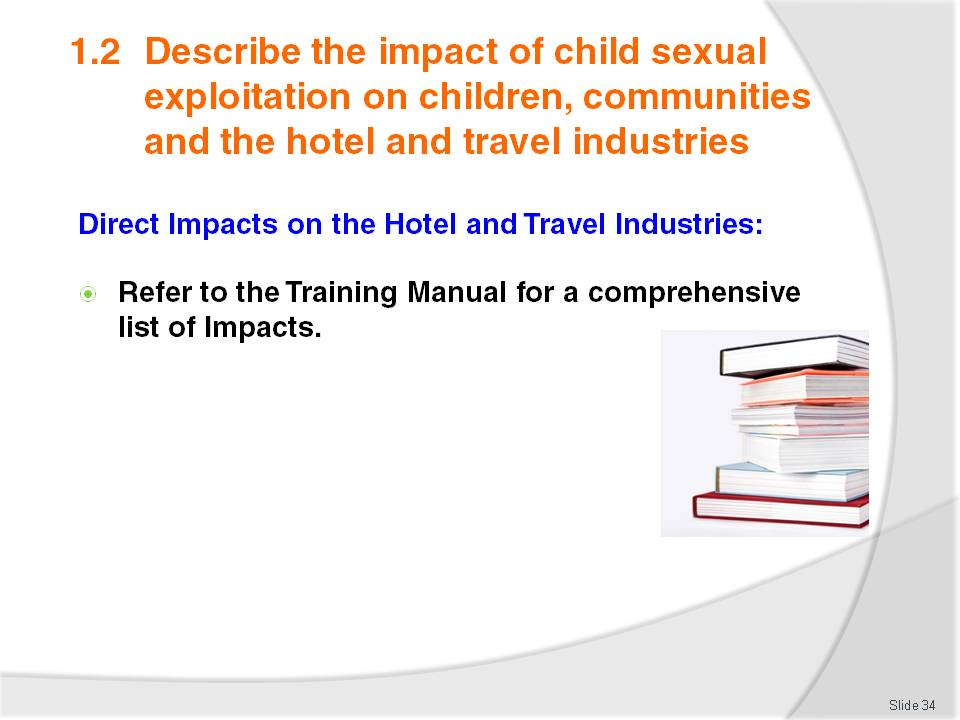 1.2 Describe the impact of child sexual
exploitation on children, communities
and the hotel and travel industries
Direct Impacts on the Hotel and Travel Industries:
Refer to the Training Manual for a comprehensive
list of Impacts.
Slide 34